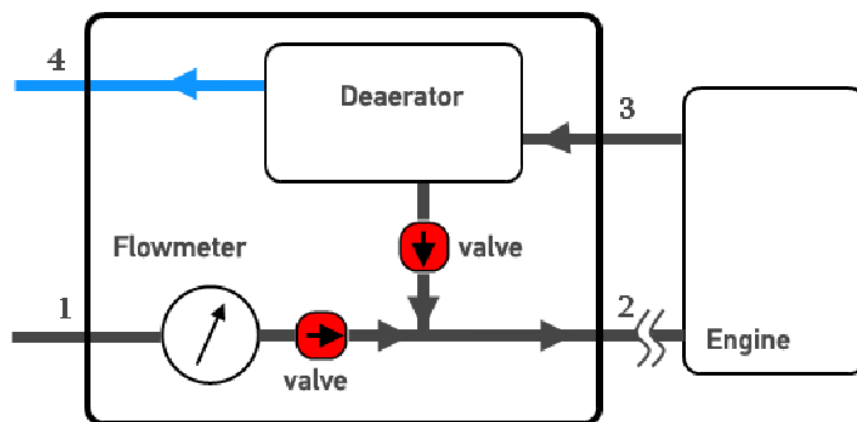 4
Deaerator
3
Flowmeter
valve
1
2
Engine
valve